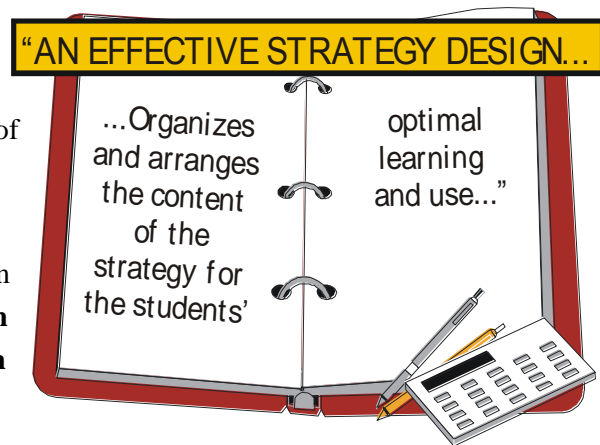 “AN EFFECTIVE STRATEGY DESIGN...
of
...Organizes
and arranges
the content
of the
strategy for
the students’
optimal
learning
and use...”